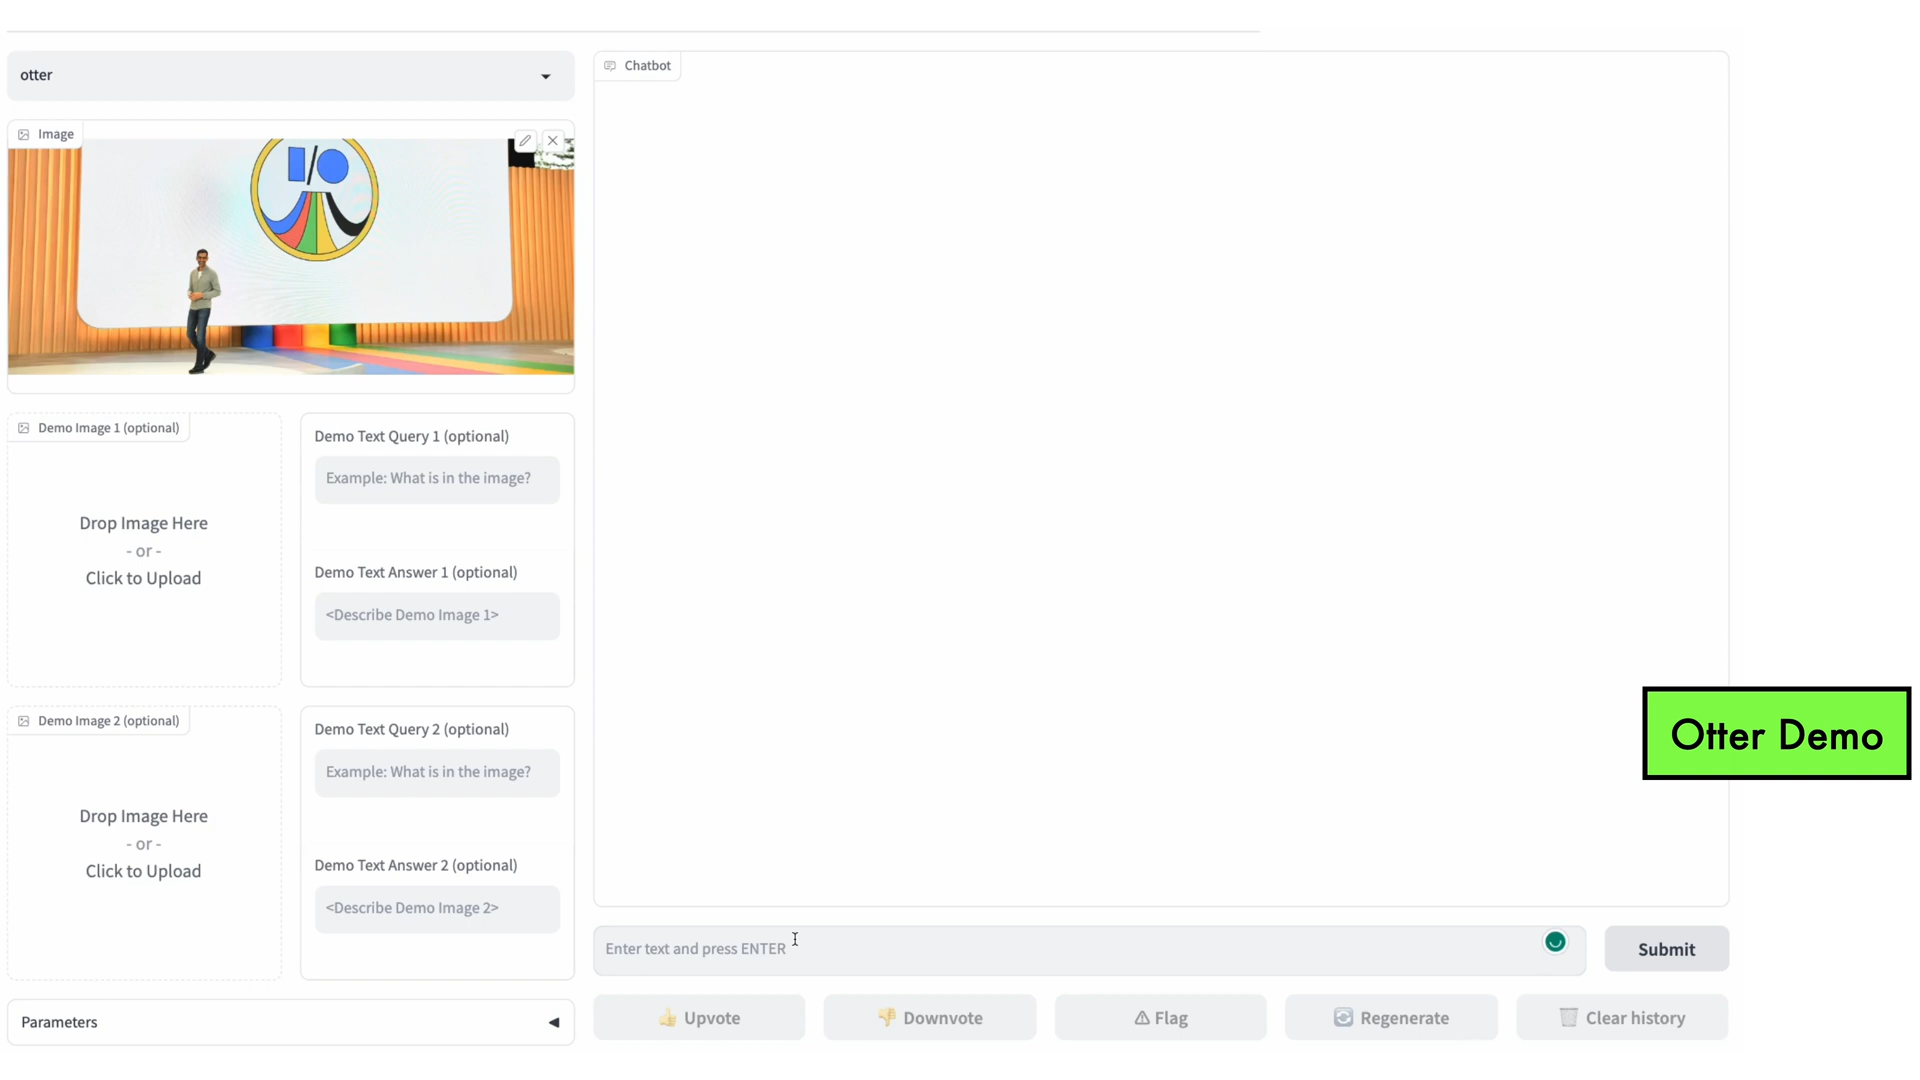 otter
Image
I/O
Demo Image 1 (optional)
Drop Image Here
- or -
Click to Upload
Demo Text Query 1 (optional)
Example: What is in the image?
Demo Text Answer 1 (optional)
<Describe Demo Image 1>
Demo Image 2 (optional)
Drop Image Here
- or -
Click to Upload
Demo Text Query 2 (optional)
Example: What is in the image?
Demo Text Answer 2 (optional)
<Describe Demo Image 2>
Parameters
Chatbot
Otter Demo
Enter text and press ENTER
Submit
👍 Upvote
👎 Downvote
⚠ Flag
🔄 Regenerate
🗑 Clear history